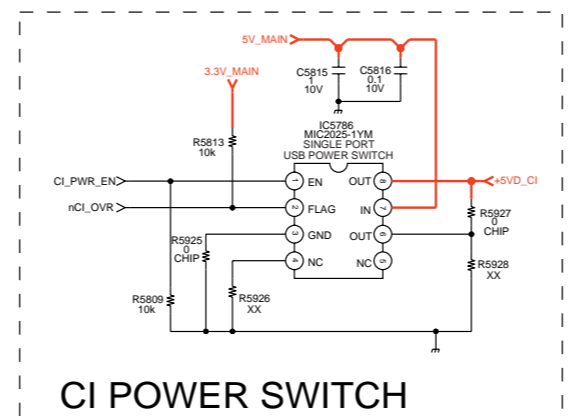 5V_MAIN
3.3V_MAIN
C5815
1
10V
C5816
0.1
10V
IC5786
MIC2025-1YM
SINGLE PORT
USB POWER SWITCH
R5813
10k
CI_PWR_EN
nCI_OVR
1 EN
2 FLAG
3 GND
4 NC
OUT 8
IN 7
OUT 6
NC 5
+5VD_CI
R5927
0
CHIP
R5925
0
CHIP
R5928
XX
R5809
10k
R5926
XX
CI POWER SWITCH